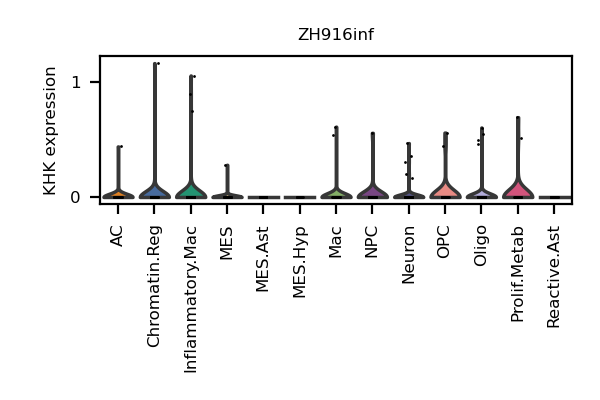 ZH916inf
KHK expression
1
0
AC
Chromatin.Reg
Inflammatory.Mac
MES
MES.Ast
MES.Hyp
Mac
NPC
Neuron
OPC
Oligo
Prolif.Metab
Reactive.Ast